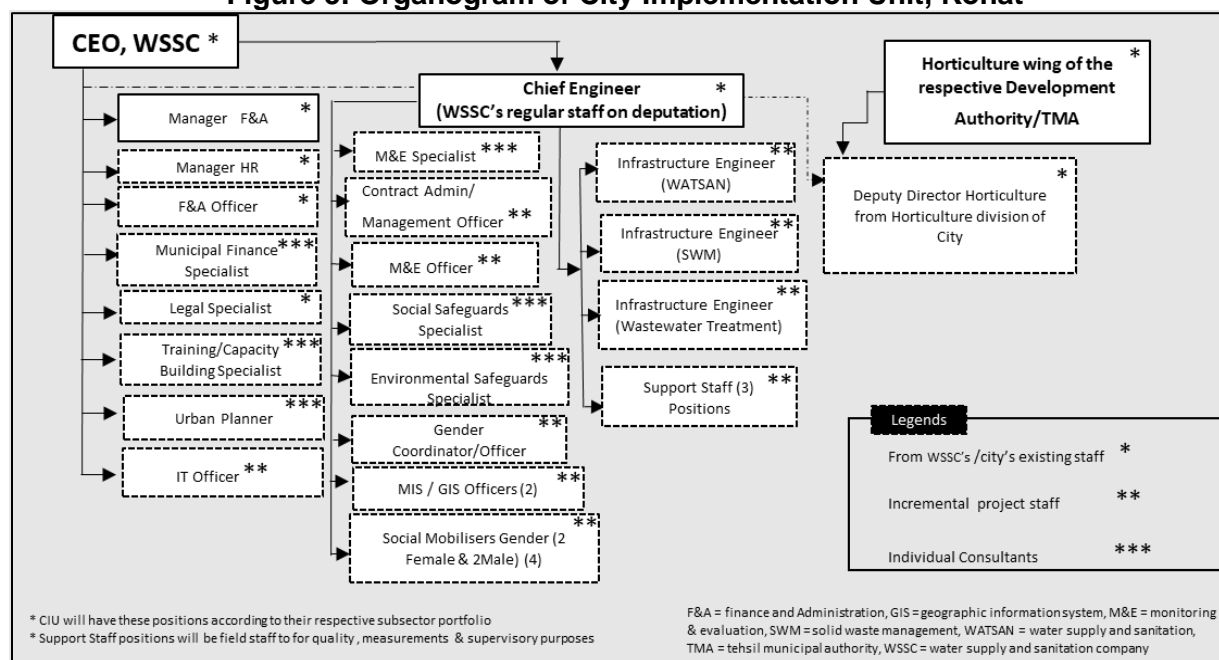 Figure Organogram of City Implementation Unit, Kohat
CEO, WSSC *
Manager F&A *
Manager HR *
F&A Officer *
Municipal Finance ***
Specialist
Legal Specialist *
Training/Capacity ***
Building Specialist
Urban Planner ***
IT Officer **
Chief Engineer *
(WSSC's regular staff on deputation)
M&E Specialist ***
Contract Admin/
Management Officer **
M&E Officer **
Social Safeguards ***
Specialist
***
Environmental Safeguards
Specialist
Gender **
Coordinator/Officer
MIS / GIS Officers (2) **
**
Social Mobilisers Gender (2
Female & 2Male) (4)
Infrastructure Engineer **
(WATSAN)
Infrastructure Engineer **
(SWM)
Infrastructure Engineer **
(Wastewater Treatment)
Support Staff (3) **
Positions
Horticulture wing of the *
respective Development
Authority/TMA
*
Deputy Director Horticulture
from Horticulture division of
City
Legends
From WSSC's /city's existing staff *
Incremental project staff **
Individual Consultants ***
* CIU will have these positions according to their respective subsector portfolio
* Support Staff positions will be field staff to for quality , measurements & supervisory purposes
F&A = finance and Administration, GIS = geographic information system, M&E = monitoring
& evaluation, SWM = solid waste management, WATSAN = water supply and sanitation,
TMA = tehsil municipal authority, WSSC = water supply and sanitation company